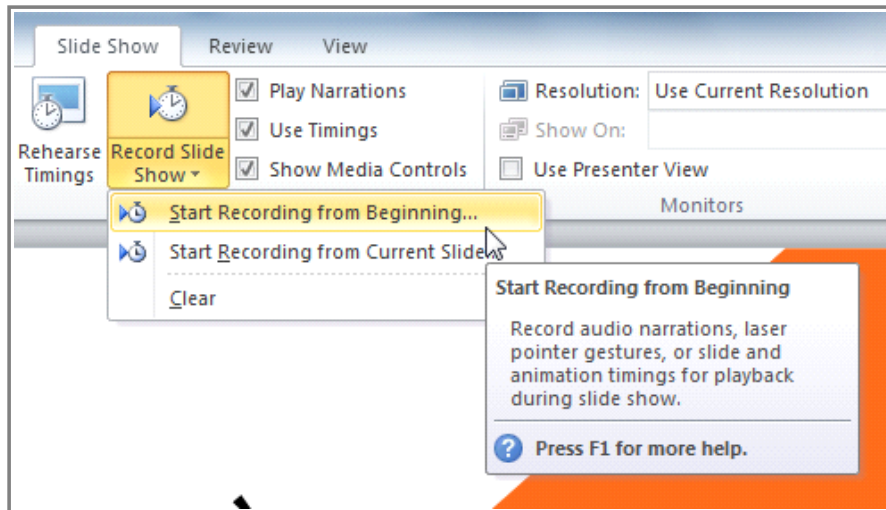 Slide Show Review View
Rehearse Timings
Record Slide Show
Play Narrations
Use Timings
Show Media Controls
Resolution: Use Current Resolution
Show On:
Use Presenter View
Monitors
Start Recording from Beginning...
Start Recording from Current Slide
Clear
Start Recording from Beginning
Record audio narrations, laser
pointer gestures, or slide and
animation timings for playback
during slide show.
Press F1 for more help.